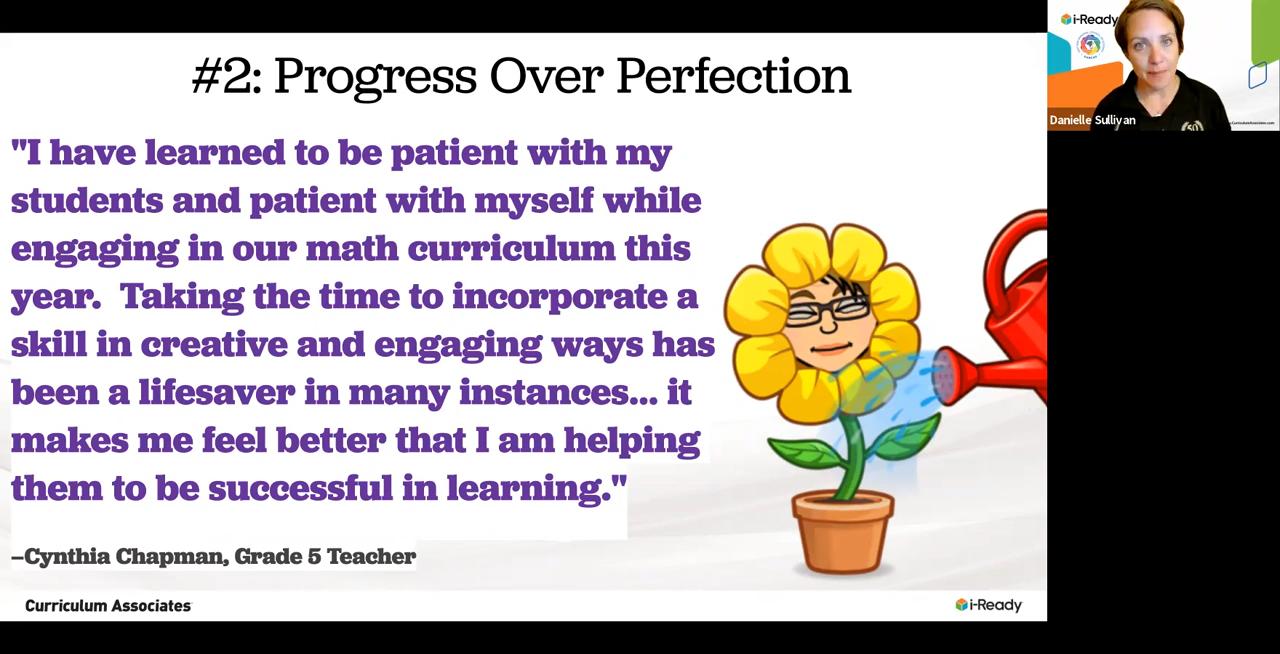 #2: Progress Over Perfection
"I have learned to be patient with my
students and patient with myself while
engaging in our math curriculum this
year.  Taking the time to incorporate a
skill in creative and engaging ways has
been a lifesaver in many instances... it
makes me feel better that I am helping
them to be successful in learning."
–Cynthia Chapman, Grade 5 Teacher
Curriculum Associates
i-Ready
i-Ready
Danielle Sullivan